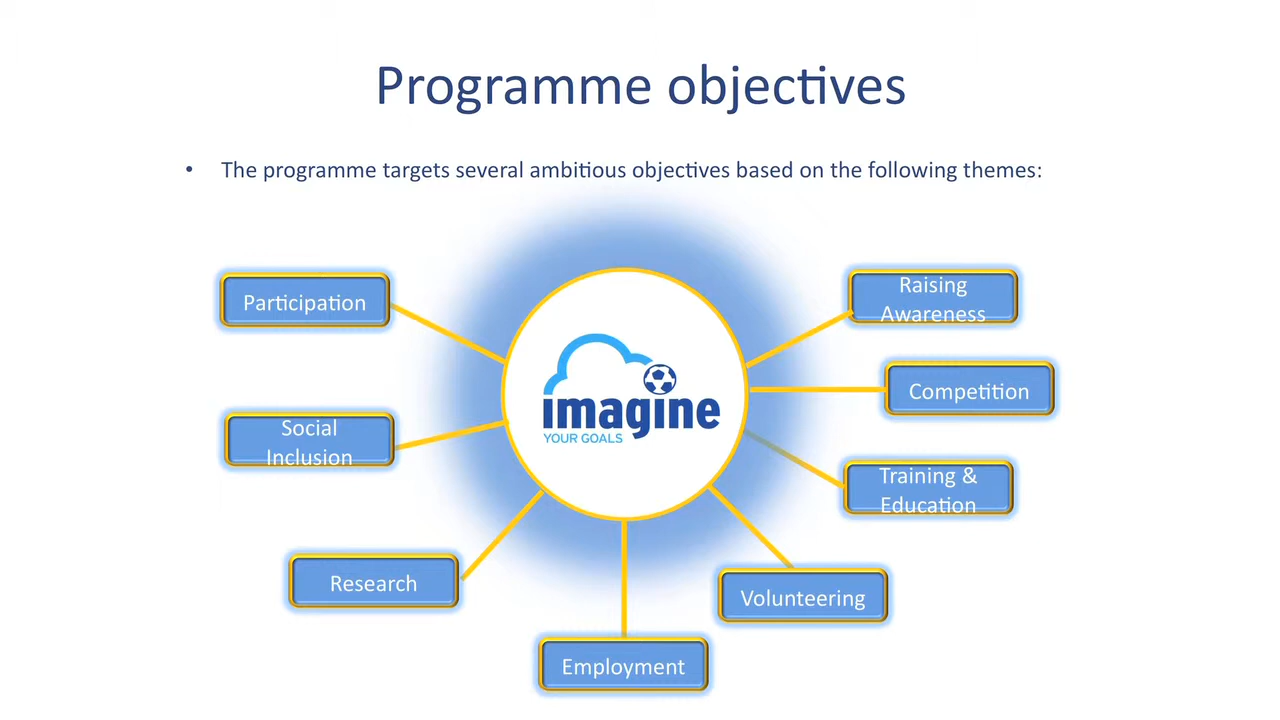 Programme objectives
• The programme targets several ambitious objectives based on the following themes:
Participation
Raising
Awareness
Competition
Social
Inclusion
imagine
YOUR GOALS
Training &
Education
Research
Volunteering
Employment